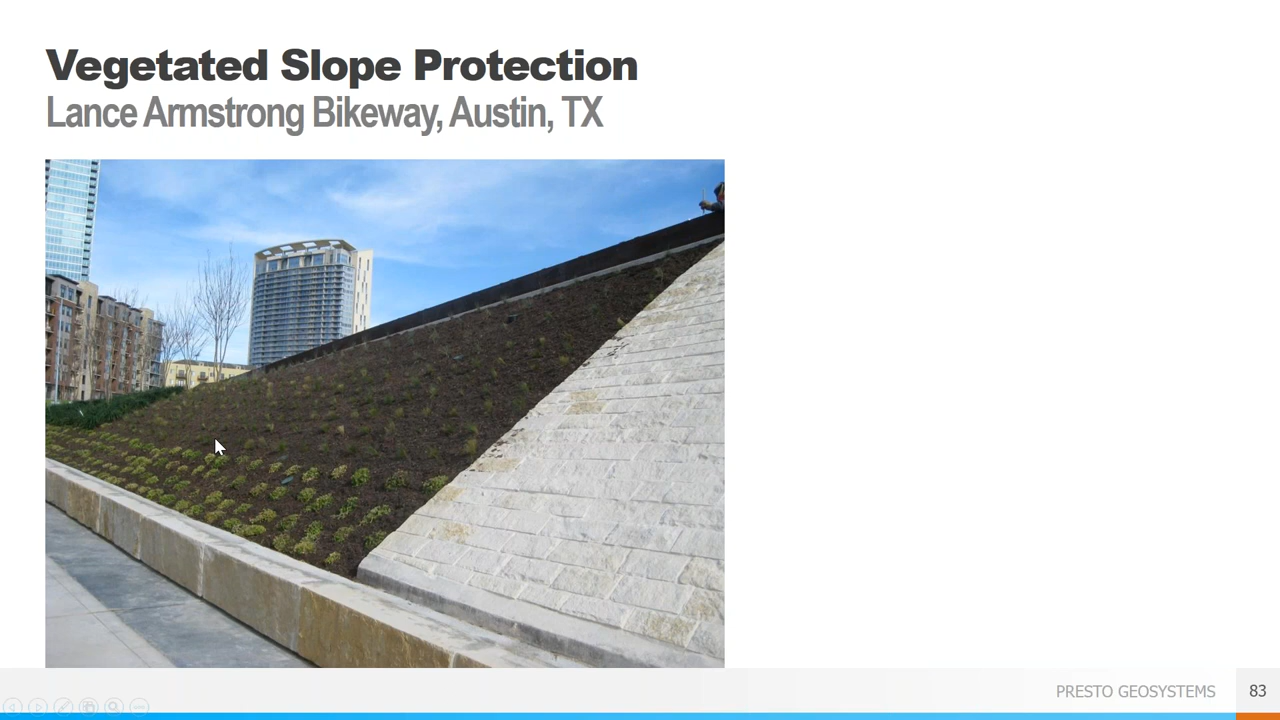 Vegetated Slope Protection
Lance Armstrong Bikeway, Austin, TX
PRESTO GEOSYSTEMS
83